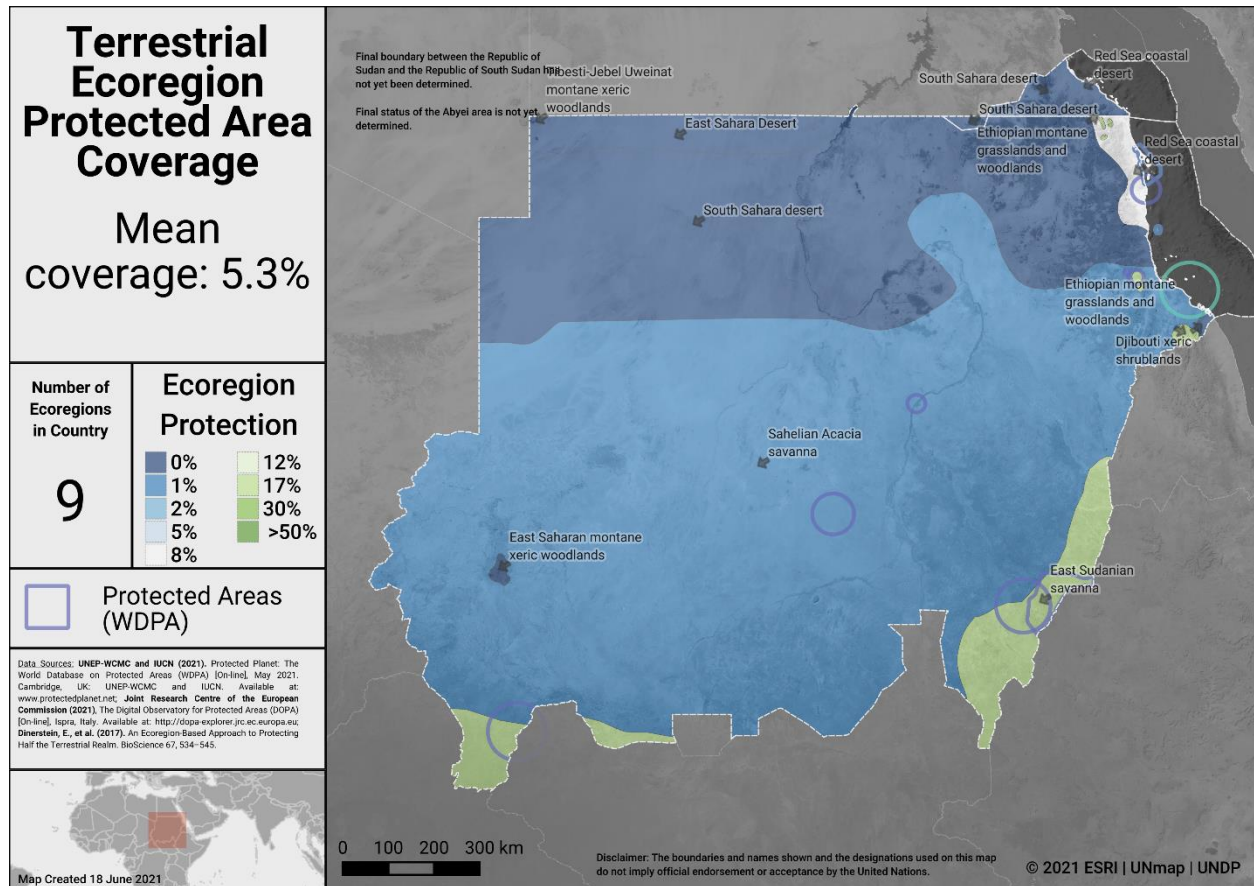 Terrestrial
Ecoregion
Protected Area
Coverage
Mean
coverage: 5.3%
Number of
Ecoregions
in Country
9
Ecoregion
Protection
0%
1%
2%
5%
8%
12%
17%
30%
>50%
Protected Areas
(WDPA)
Data Sources: UNEP-WCMC and IUCN (2021). Protected Planet: The
World Database on Protected Areas (WDPA) [On-line], May 2021.
Cambridge, UK: UNEP-WCMC and IUCN. Available at:
www.protectedplanet.net; Joint Research Centre of the European
Commission (2021), The Digital Observatory for Protected Areas (DOPA)
[On-line], Ispra, Italy. Available at: http://dopa-explorer.jrc.ec.europa.eu;
Dinerstein, E., et al. (2017). An Ecoregion-Based Approach to Protecting
Half the Terrestrial Realm. BioScience 67, 534–545.
Map Created 18 June 2021
Final boundary between the Republic of
Sudan and the Republic of South Sudan has
not yet been determined.
Final status of the Abyei area is not yet
determined.
Tibesti-Jebel Uweinat
montane xeric
woodlands
East Sahara Desert
South Sahara desert
South Sahara desert
Red Sea coastal
desert
South Sahara desert
Ethiopian montane
grasslands and
woodlands
Red Sea coastal
desert
Ethiopian montane
grasslands and
woodlands
Djibouti xeric
shrublands
Sahelian Acacia
savanna
East Saharan montane
xeric woodlands
East Sudanian
savanna
0 100 200 300 km
Disclaimer: The boundaries and names shown and the designations used on this map
do not imply official endorsement or acceptance by the United Nations.
© 2021 ESRI | UNmap | UNDP